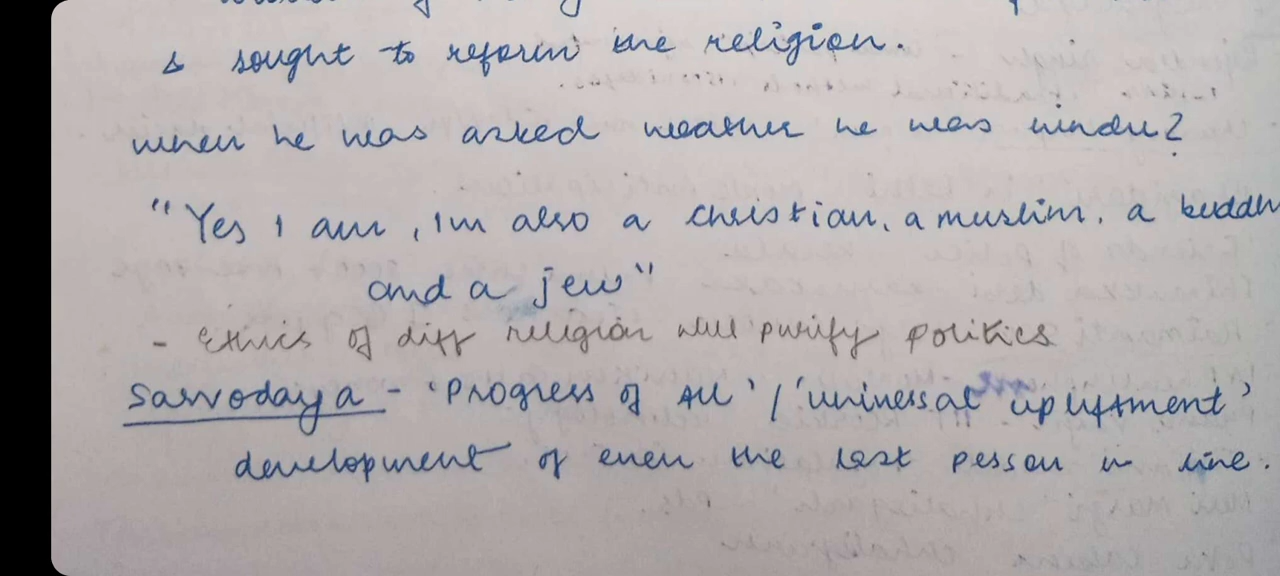 & sought to reform the religion.
when he was asked weather he was hindu?
"Yes I am, I'm also a christian, a muslim, a buddh
and a jew"
- Ethics of diff religion will purify politics
Sarvodaya - 'Progress of All' / 'universal upliftment'
development of even the last person in line.